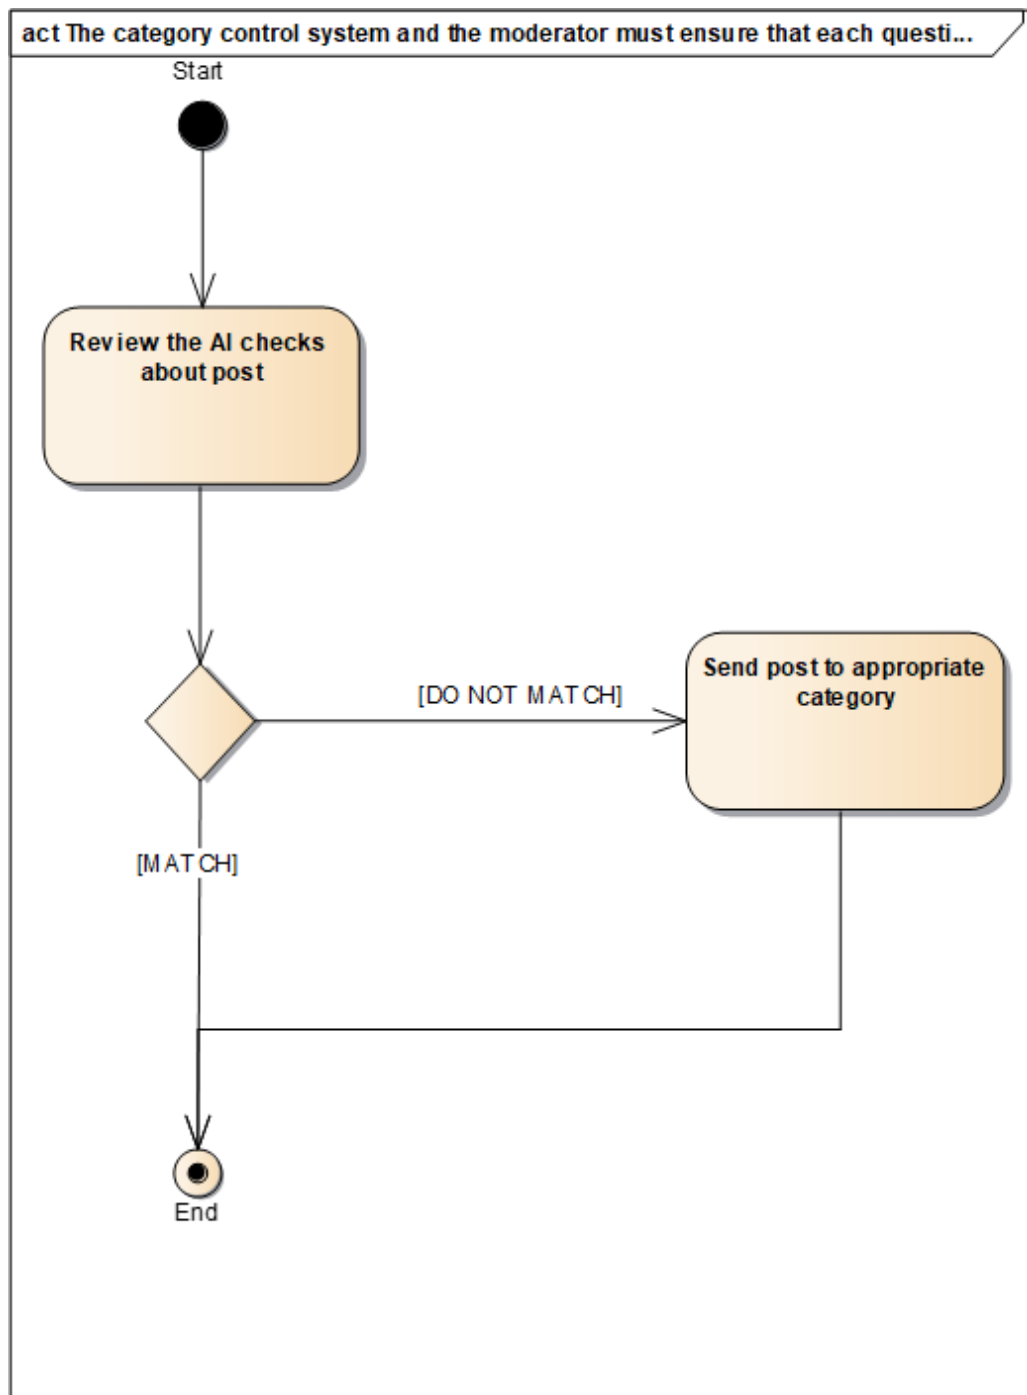 act The category control system and the moderator must ensure that each questi...
Start
Review the AI checks
about post
[DO NOT MATCH]
Send post to appropriate
category
[MATCH]
End